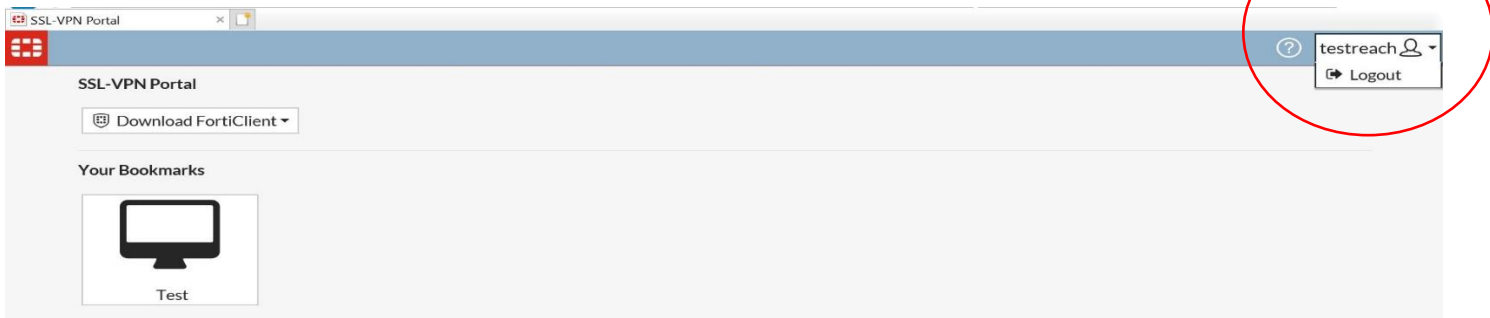 SSL-VPN Portal
testreach
Logout
SSL-VPN Portal
Download FortiClient
Your Bookmarks
Test